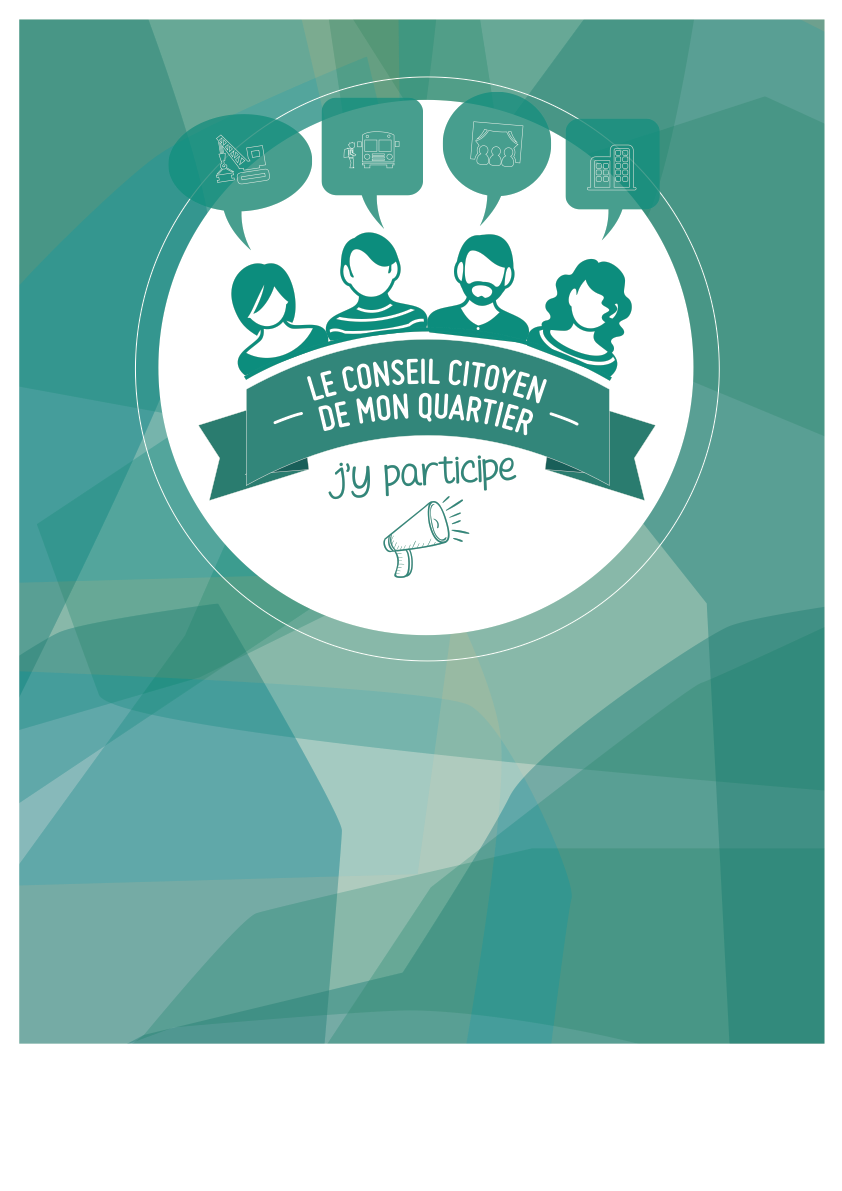 LE CONSEIL CITOYEN
DE MON QUARTIER
j'y participe